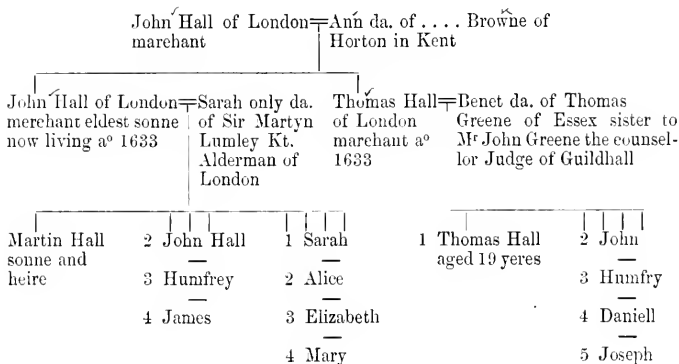 John Hall of London=Ann da. of .... Browne of
marchant Horton in Kent
John Hall of London=Sarah only da.
merchant eldest sonne of Sir Martyn
now living aº 1633 Lumley Kt.
Alderman of
London
Thomas Hall=Benet da. of Thomas
of London Greene of Essex sister to
marchant aº Mr John Greene the counsel-
1633 lor Judge of Guildhall
Martin Hall
sonne and
heire
2 John Hall
3 Humfrey
4 James
1 Sarah
2 Alice
3 Elizabeth
4 Mary
1 Thomas Hall
aged 19 yeres
2 John
3 Humfry
4 Daniell
5 Joseph